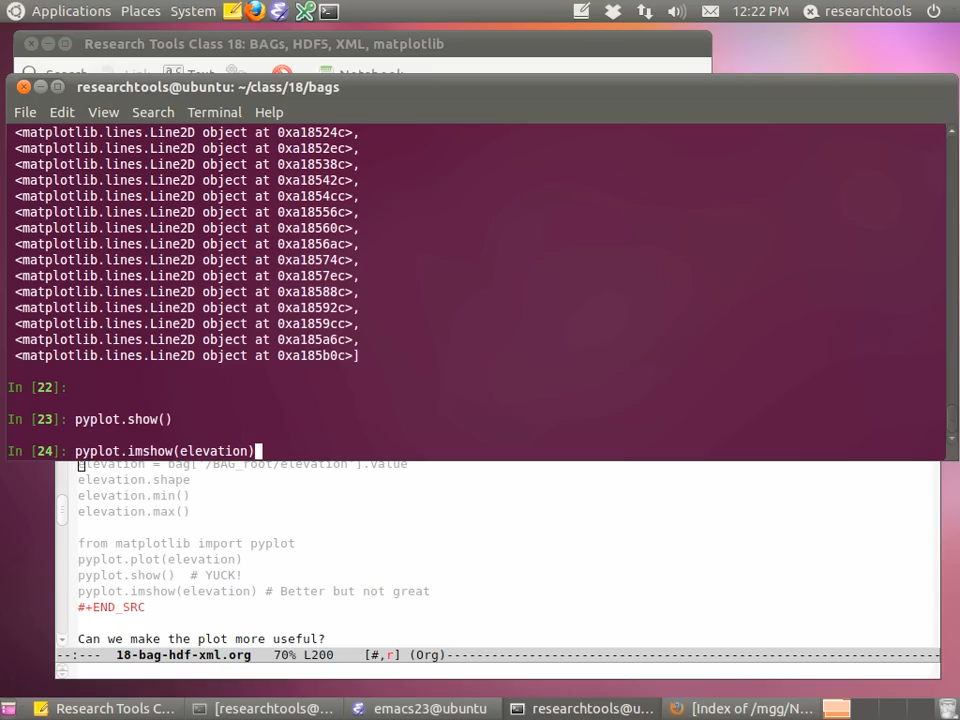 Applications Places System 12:22 PM researchtools
Research Tools Class 18: BAGs, HDF5, XML, matplotlib
researchtools@ubuntu: ~/class/18/bags
File Edit View Search Terminal Help
<matplotlib.lines.Line2D object at 0xa18524c>,
<matplotlib.lines.Line2D object at 0xa1852ec>,
<matplotlib.lines.Line2D object at 0xa18538c>,
<matplotlib.lines.Line2D object at 0xa18542c>,
<matplotlib.lines.Line2D object at 0xa1854cc>,
<matplotlib.lines.Line2D object at 0xa18556c>,
<matplotlib.lines.Line2D object at 0xa18560c>,
<matplotlib.lines.Line2D object at 0xa1856ac>,
<matplotlib.lines.Line2D object at 0xa18574c>,
<matplotlib.lines.Line2D object at 0xa1857ec>,
<matplotlib.lines.Line2D object at 0xa18588c>,
<matplotlib.lines.Line2D object at 0xa18592c>,
<matplotlib.lines.Line2D object at 0xa1859cc>,
<matplotlib.lines.Line2D object at 0xa185a6c>,
<matplotlib.lines.Line2D object at 0xa185b0c>]
In [22]:
In [23]: pyplot.show()
In [24]: pyplot.imshow(elevation)
elevation = bag['/BAG_root/elevation'].value
elevation.shape
elevation.min()
elevation.max()
from matplotlib import pyplot
pyplot.plot(elevation)
pyplot.show() # YUCK!
pyplot.imshow(elevation) # Better but not great
#+END_SRC
Can we make the plot more useful?
--:--- 18-bag-hdf-xml.org 70% L200 [#,r] (Org)
Research Tools C... [researchtools@... emacs23@ubuntu researchtools@u... [Index of /mgg/N...